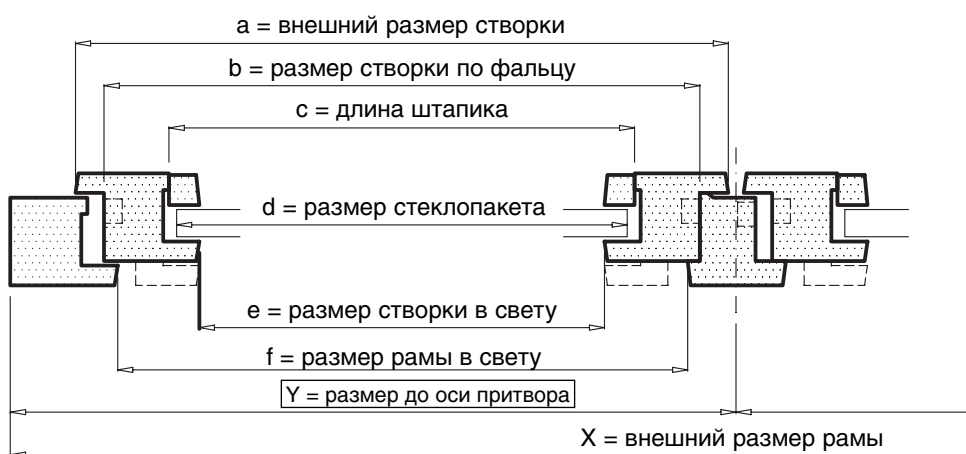 a = внешний размер створки
b = размер створки по фальцу
c = длина штапика
d = размер стеклопакета
e = размер створки в свету
f = размер рамы в свету
Y = размер до оси притвора
X = внешний размер рамы